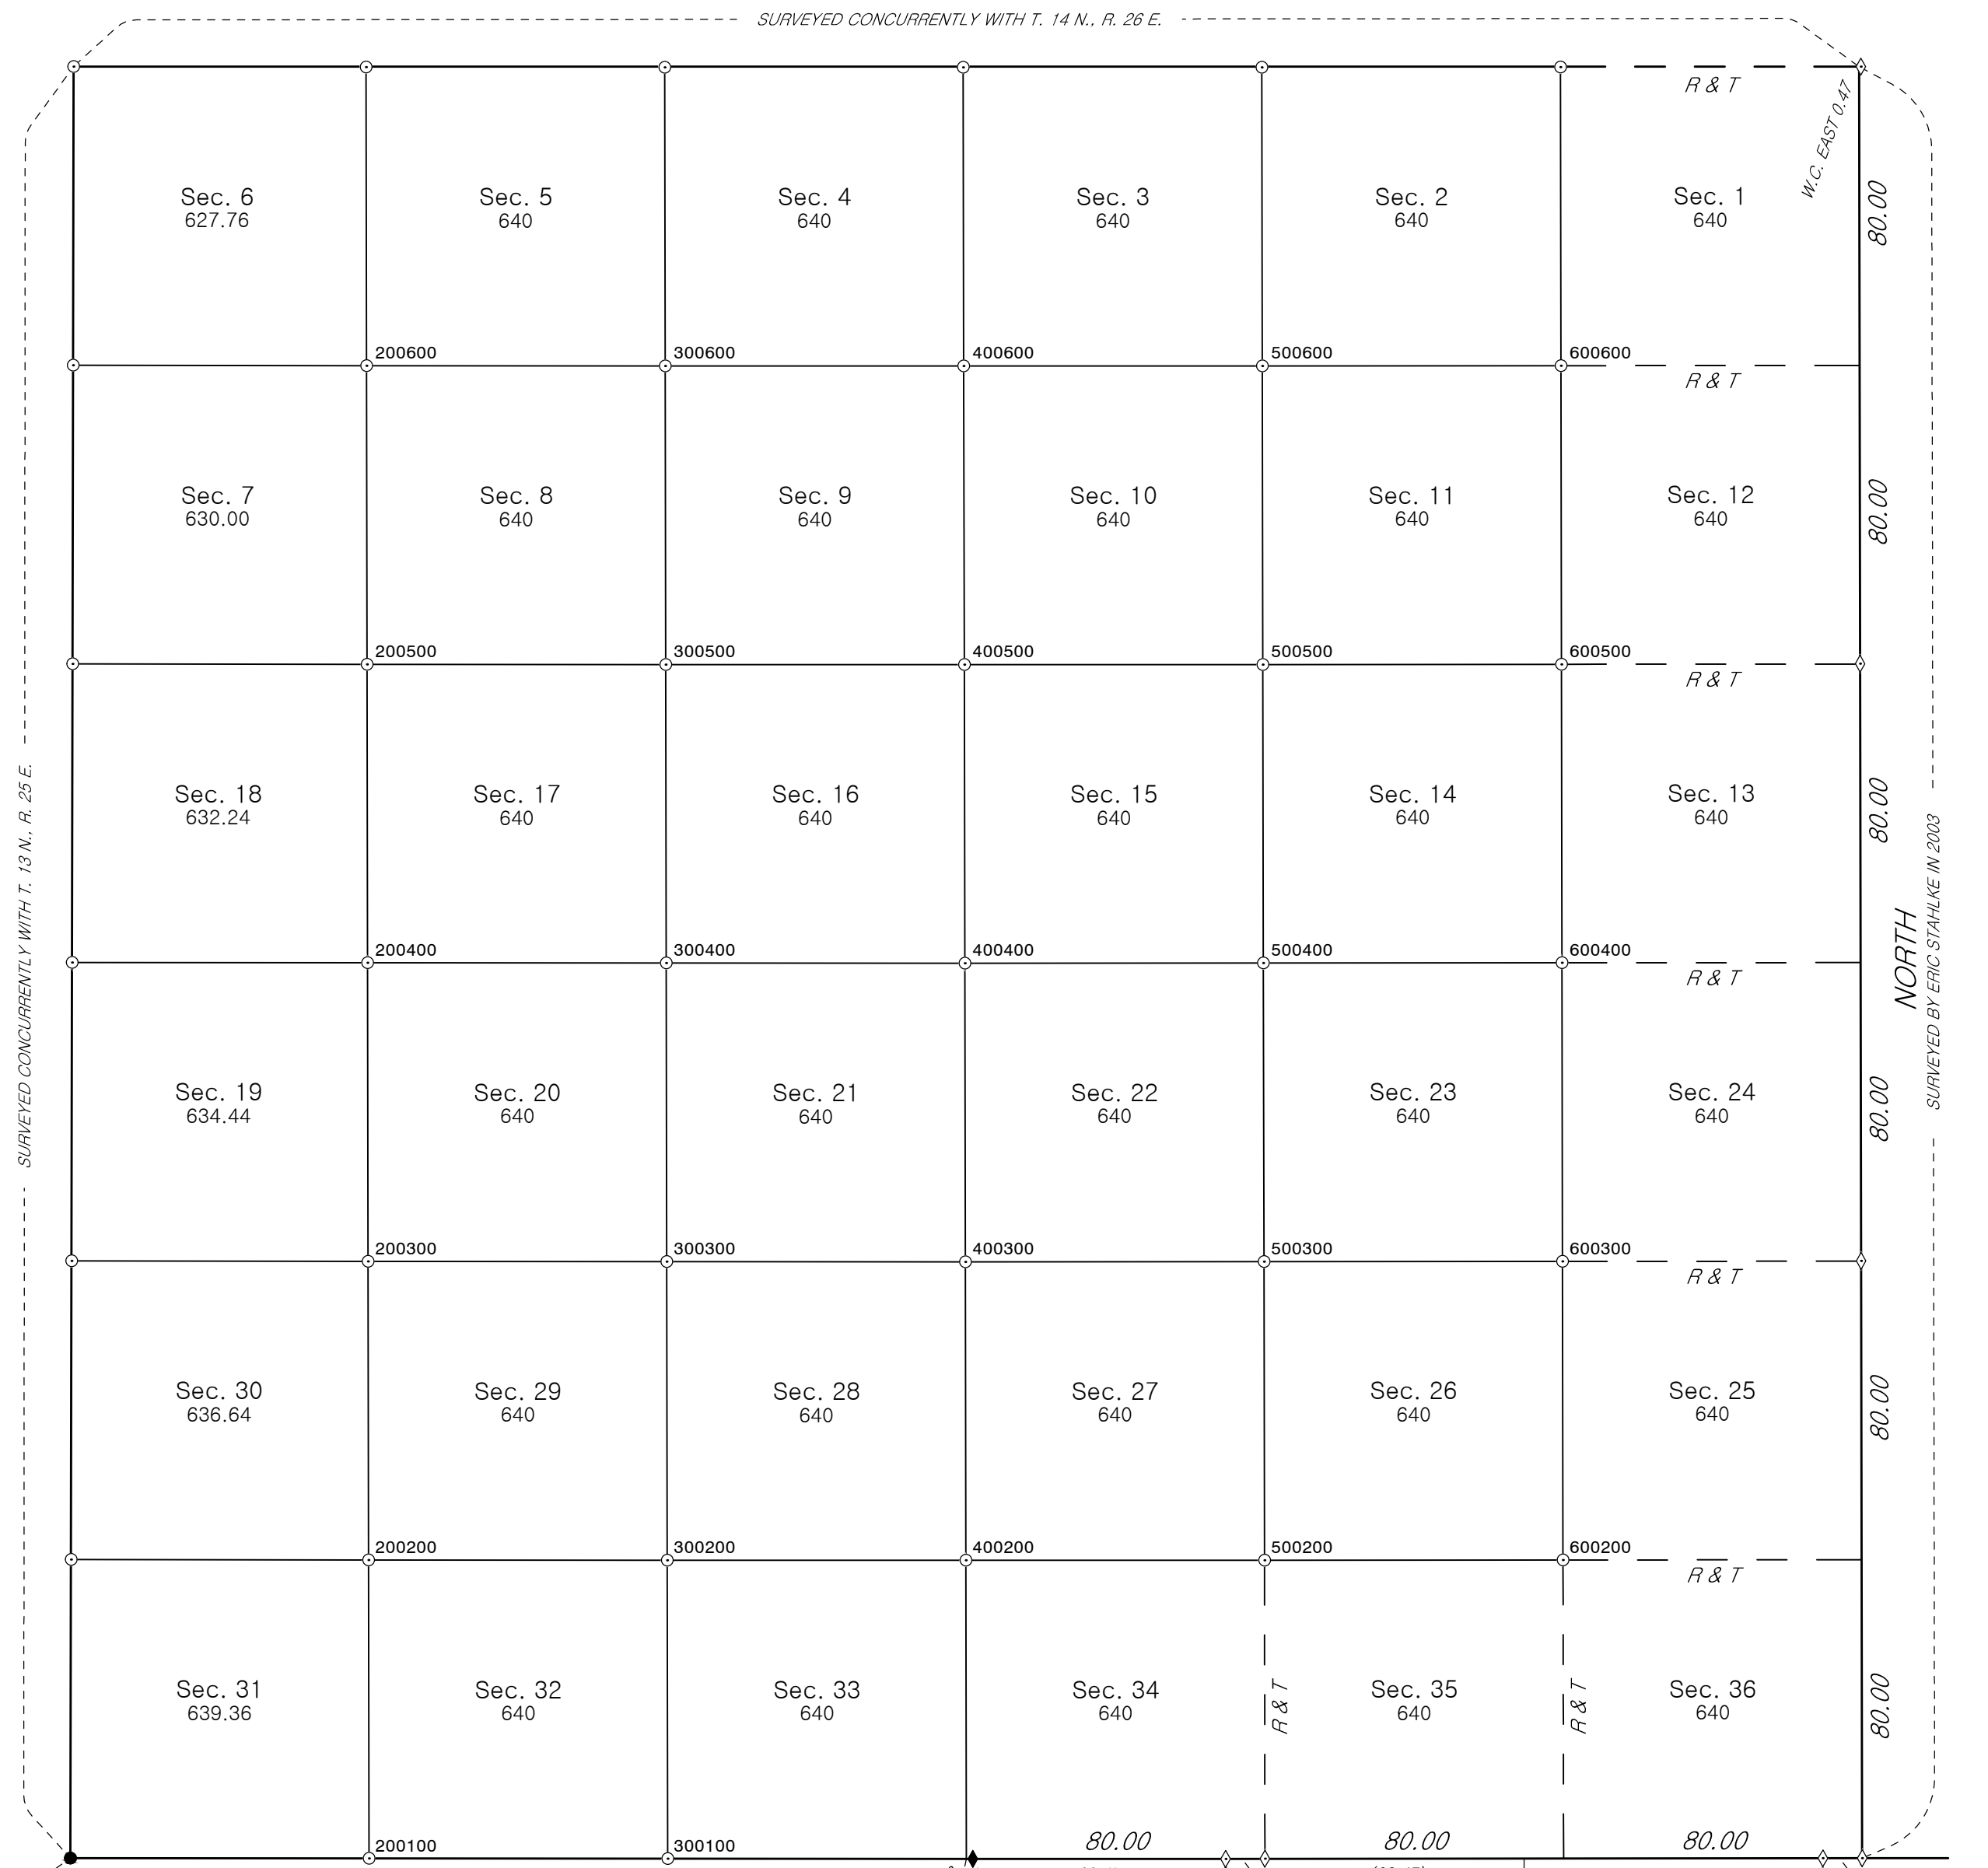 SURVEYED CONCURRENTLY WITH T. 14 N., R. 26 E.
R & T
W.C. EAST 0.47
Sec. 6
627.76
Sec. 5
640
Sec. 4
640
Sec. 3
640
Sec. 2
640
Sec. 1
640
80.00
200600
300600
400600
500600
600600
R & T
Sec. 7
630.00
Sec. 8
640
Sec. 9
640
Sec. 10
640
Sec. 11
640
Sec. 12
640
80.00
200500
300500
400500
500500
600500
R & T
SURVEYED CONCURRENTLY WITH T. 13 N., R. 25 E.
Sec. 18
632.24
Sec. 17
640
Sec. 16
640
Sec. 15
640
Sec. 14
640
Sec. 13
640
80.00
NORTH
SURVEYED BY ERIC STAHLKE IN 2003
200400
300400
400400
500400
600400
R & T
Sec. 19
634.44
Sec. 20
640
Sec. 21
640
Sec. 22
640
Sec. 23
640
Sec. 24
640
80.00
200300
300300
400300
500300
600300
R & T
Sec. 30
636.64
Sec. 29
640
Sec. 28
640
Sec. 27
640
Sec. 26
640
Sec. 25
640
80.00
200200
300200
400200
500200
600200
R & T
Sec. 31
639.36
Sec. 32
640
Sec. 33
640
Sec. 34
640
R & T
Sec. 35
640
R & T
Sec. 36
640
80.00
200100
300100
80.00
80.00
80.00